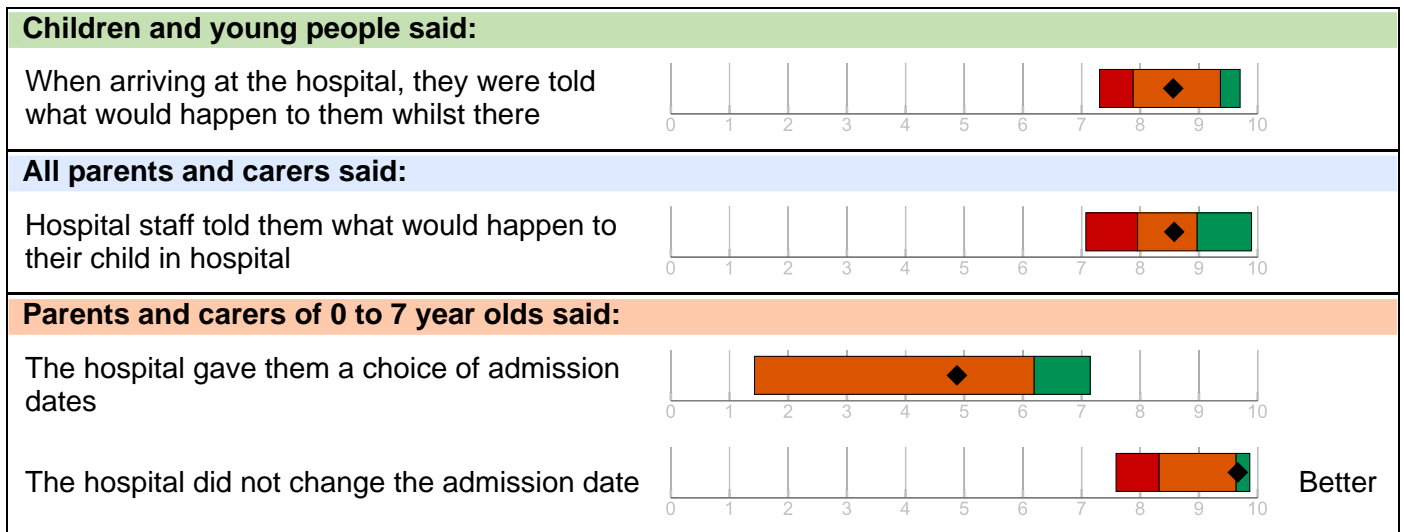 Children and young people said:
When arriving at the hospital, they were told
what would happen to them whilst there
0 1 2 3 4 5 6 7 8 9 10
All parents and carers said:
Hospital staff told them what would happen to
their child in hospital
0 1 2 3 4 5 6 7 8 9 10
Parents and carers of 0 to 7 year olds said:
The hospital gave them a choice of admission
dates
0 1 2 3 4 5 6 7 8 9 10
The hospital did not change the admission date
Better
0 1 2 3 4 5 6 7 8 9 10